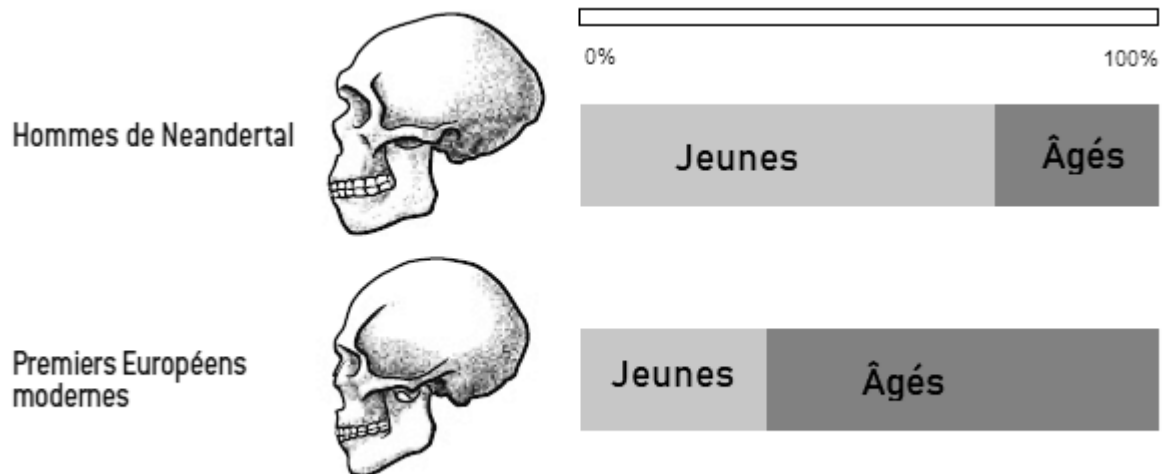 0%
100%
Hommes de Neandertal
Jeunes
Âgés
Premiers Européens
modernes
Jeunes
Âgés